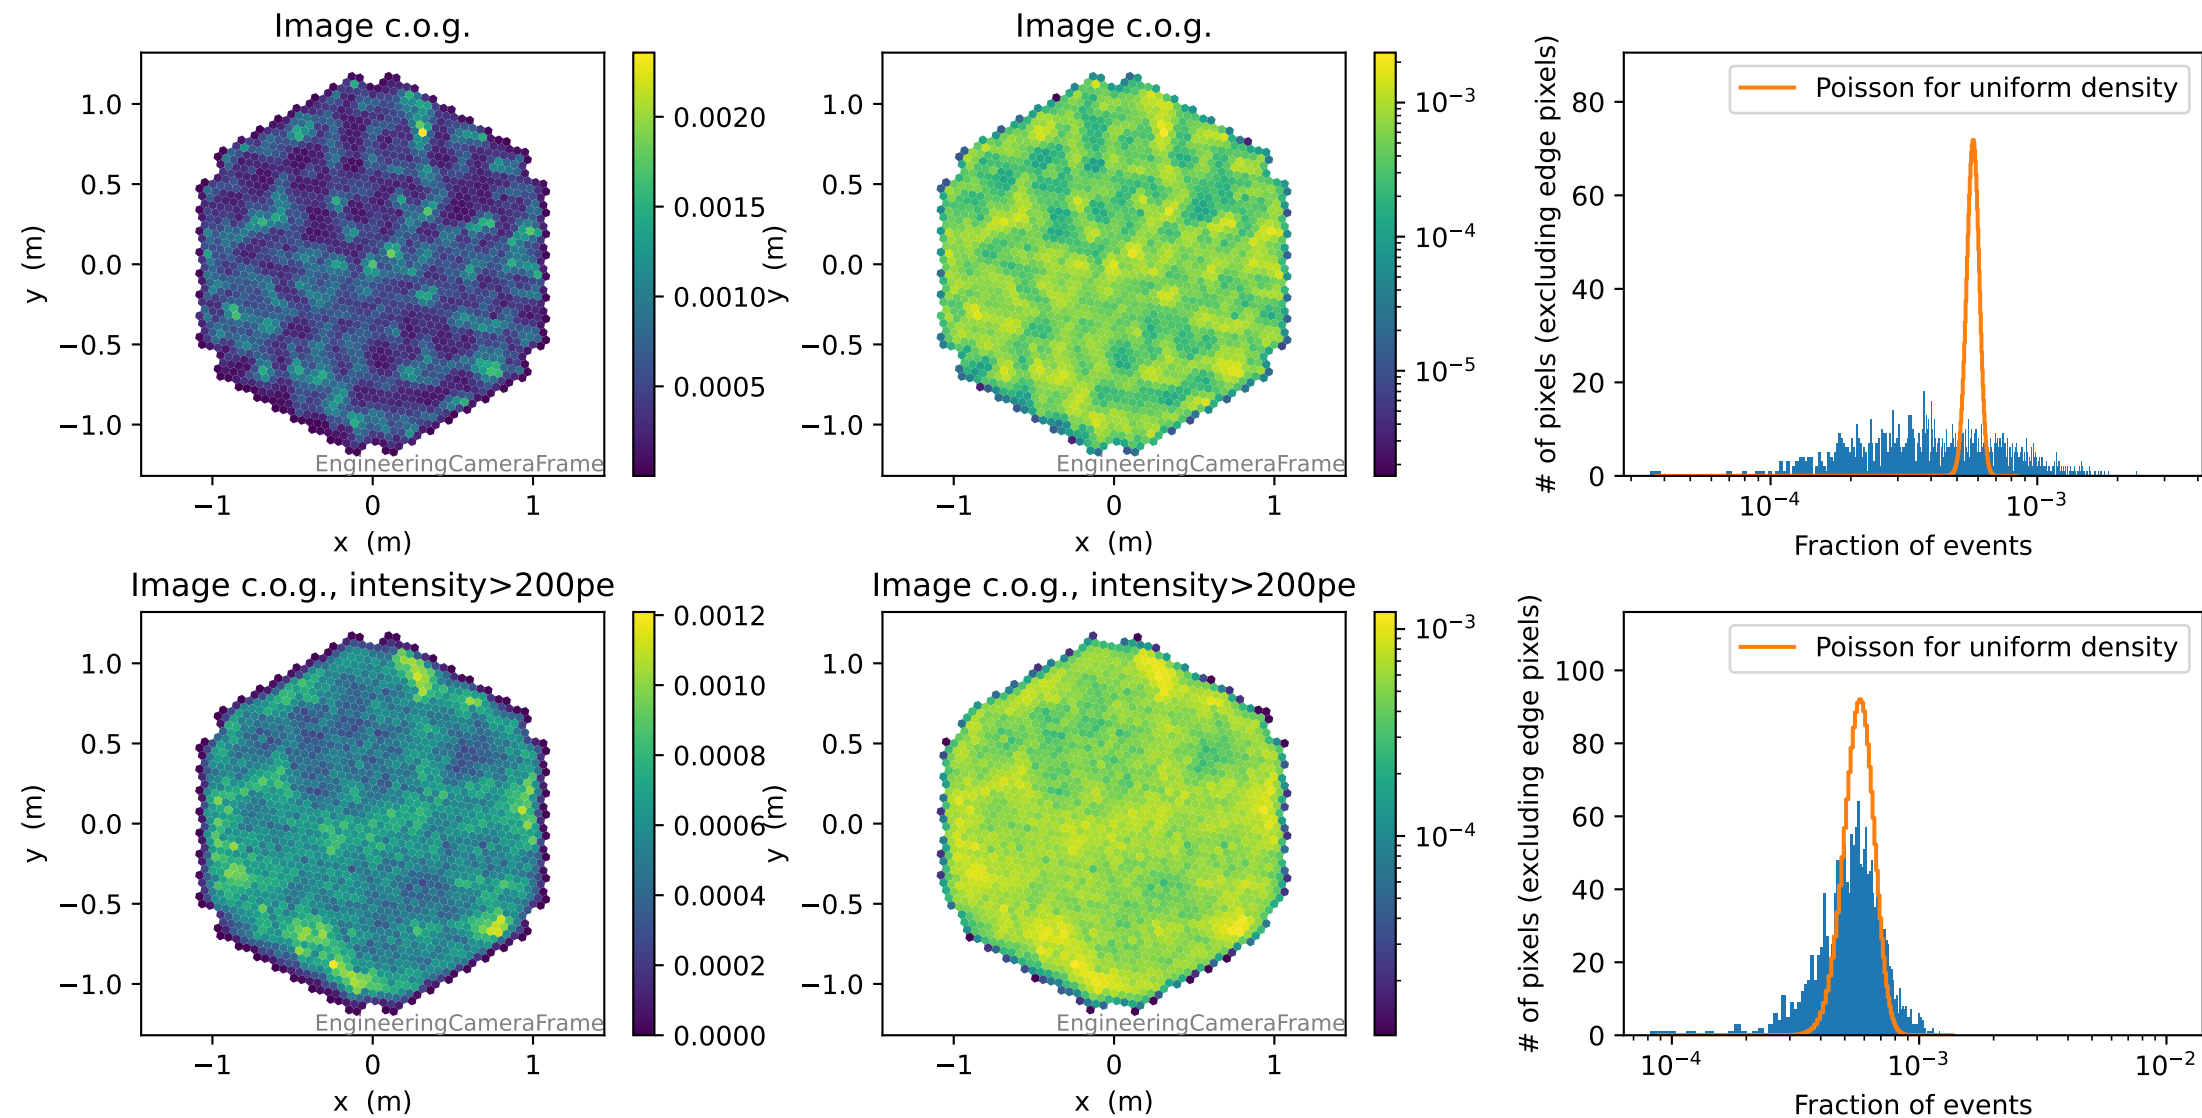 Image c.o.g.
y (m)
1.0
0.5
0.0
−0.5
−1.0
−1
0
1
x (m)
EngineeringCameraFrame
0.0020
0.0015
0.0010
0.0005
Image c.o.g.
y (m)
1.0
0.5
0.0
−0.5
−1.0
−1
0
1
x (m)
EngineeringCameraFrame
10⁻³
10⁻⁴
10⁻⁵
# of pixels (excluding edge pixels)
80
60
40
20
0
Poisson for uniform density
10⁻⁴
10⁻³
Fraction of events
Image c.o.g., intensity>200pe
y (m)
1.0
0.5
0.0
−0.5
−1.0
−1
0
1
x (m)
EngineeringCameraFrame
0.0012
0.0010
0.0008
0.0006
0.0004
0.0002
0.0000
Image c.o.g., intensity>200pe
y (m)
1.0
0.5
0.0
−0.5
−1.0
−1
0
1
x (m)
EngineeringCameraFrame
10⁻³
10⁻⁴
# of pixels (excluding edge pixels)
100
80
60
40
20
0
Poisson for uniform density
10⁻⁴
10⁻³
10⁻²
Fraction of events